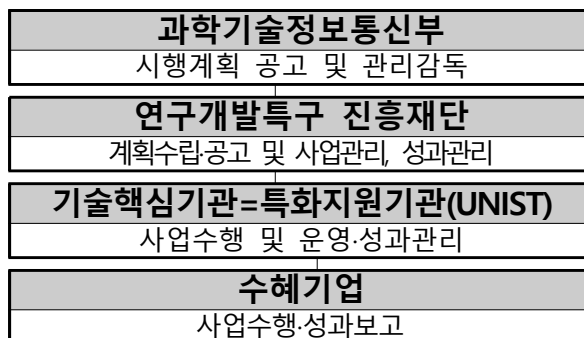 과학기술정보통신부
시행계획 공고 및 관리감독
연구개발특구 진흥재단
계획수립·공고 및 사업관리, 성과관리
기술핵심기관=특화지원기관(UNIST)
사업수행 및 운영·성과관리
수혜기업
사업수행·성과보고